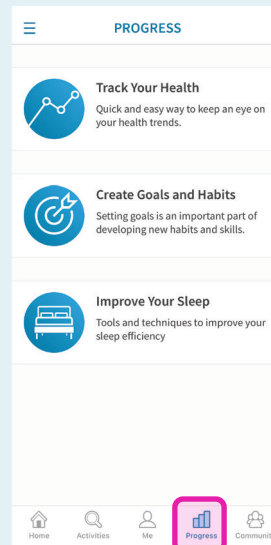 PROGRESS
Track Your Health
Quick and easy way to keep an eye on
your health trends.
Create Goals and Habits
Setting goals is an important part of
developing new habits and skills.
Improve Your Sleep
Tools and techniques to improve your
sleep efficiency
Home Activities Me Progress Communit